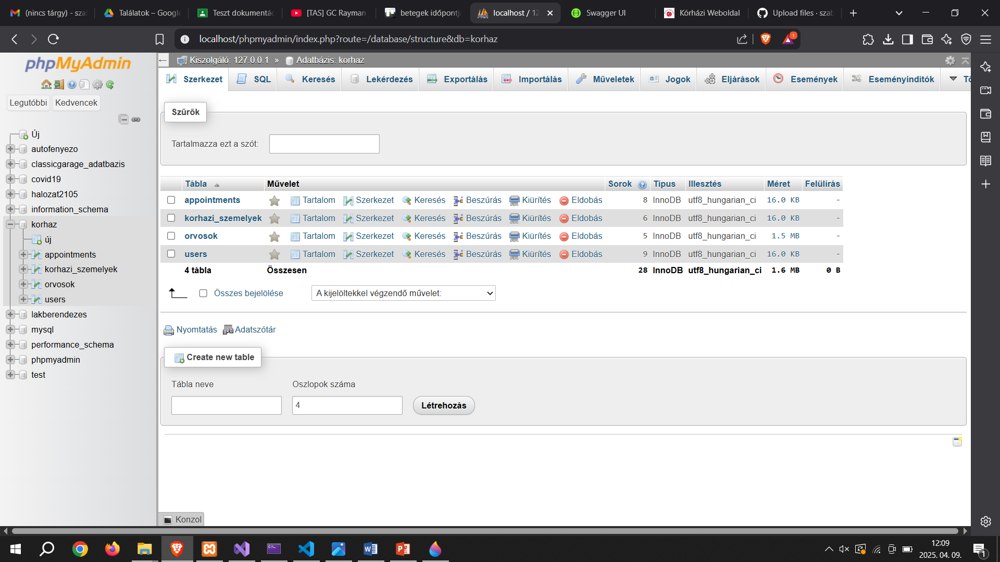 (nincs tárgy) - sza
Találatok – Google
Teszt dokumentác
[TAS] GC Rayman
betegek időpontj
localhost / 12
Swagger UI
Kórházi Weboldal
Upload files · szab
localhost/phpmyadmin/index.php?route=/database/structure&db=korhaz
1
phpMyAdmin
Legutóbbi
Kedvencek
Új
autofenyezo
classicgarage_adatbazis
covid19
halozat2105
information_schema
korhaz
új
appointments
korhazi_szemelyek
orvosok
users
lakberendezes
mysql
performance_schema
phpmyadmin
test
Kiszolgáló: 127.0.0.1 » Adatbázis: korhaz
Szerkezet SQL Keresés Lekérdezés Exportálás Importálás Műveletek Jogok Eljárások Események Eseményindítók Tö
Szűrők
Tartalmazza ezt a szót:
Tábla Művelet Sorok Típus Illesztés Méret Felülírás
appointments Tartalom Szerkezet Keresés Beszúrás Kiürítés Eldobás 8 InnoDB utf8_hungarian_ci 16.0 KB -
korhazi_szemelyek Tartalom Szerkezet Keresés Beszúrás Kiürítés Eldobás 6 InnoDB utf8_hungarian_ci 16.0 KB -
orvosok Tartalom Szerkezet Keresés Beszúrás Kiürítés Eldobás 5 InnoDB utf8_hungarian_ci 1.5 MB -
users Tartalom Szerkezet Keresés Beszúrás Kiürítés Eldobás 9 InnoDB utf8_hungarian_ci 16.0 KB -
4 tábla Összesen 28 InnoDB utf8_hungarian_ci 1.6 MB 0 B
Összes bejelölése
A kijelöltekkel végzendő művelet:
Nyomtatás Adatszótár
Create new table
Tábla neve Oszlopok száma
4 Létrehozás
Konzol
12:09
2025. 04. 09.
1